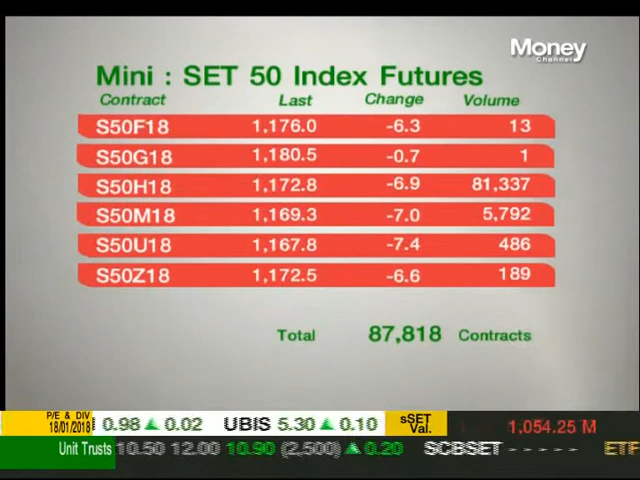 Money
Channel
Mini : SET 50 Index Futures
Contract Last Change Volume
S50F18 1,176.0 -6.3 13
S50G18 1,180.5 -0.7 1
S50H18 1,172.8 -6.9 81,337
S50M18 1,169.3 -7.0 5,792
S50U18 1,167.8 -7.4 486
S50Z18 1,172.5 -6.6 189
Total 87,818 Contracts
P/E & DIV
18/01/2018
0.98 ▲ 0.02 UBIS 5.30 ▲ 0.10
sSET
Val.
1,054.25 M
Unit Trusts 10.50 12.00 10.90 (2,500) ▲ 0.20 SCBSET - - - - - ETF